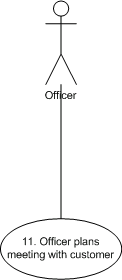 Officer
11. Officer plans
meeting with customer